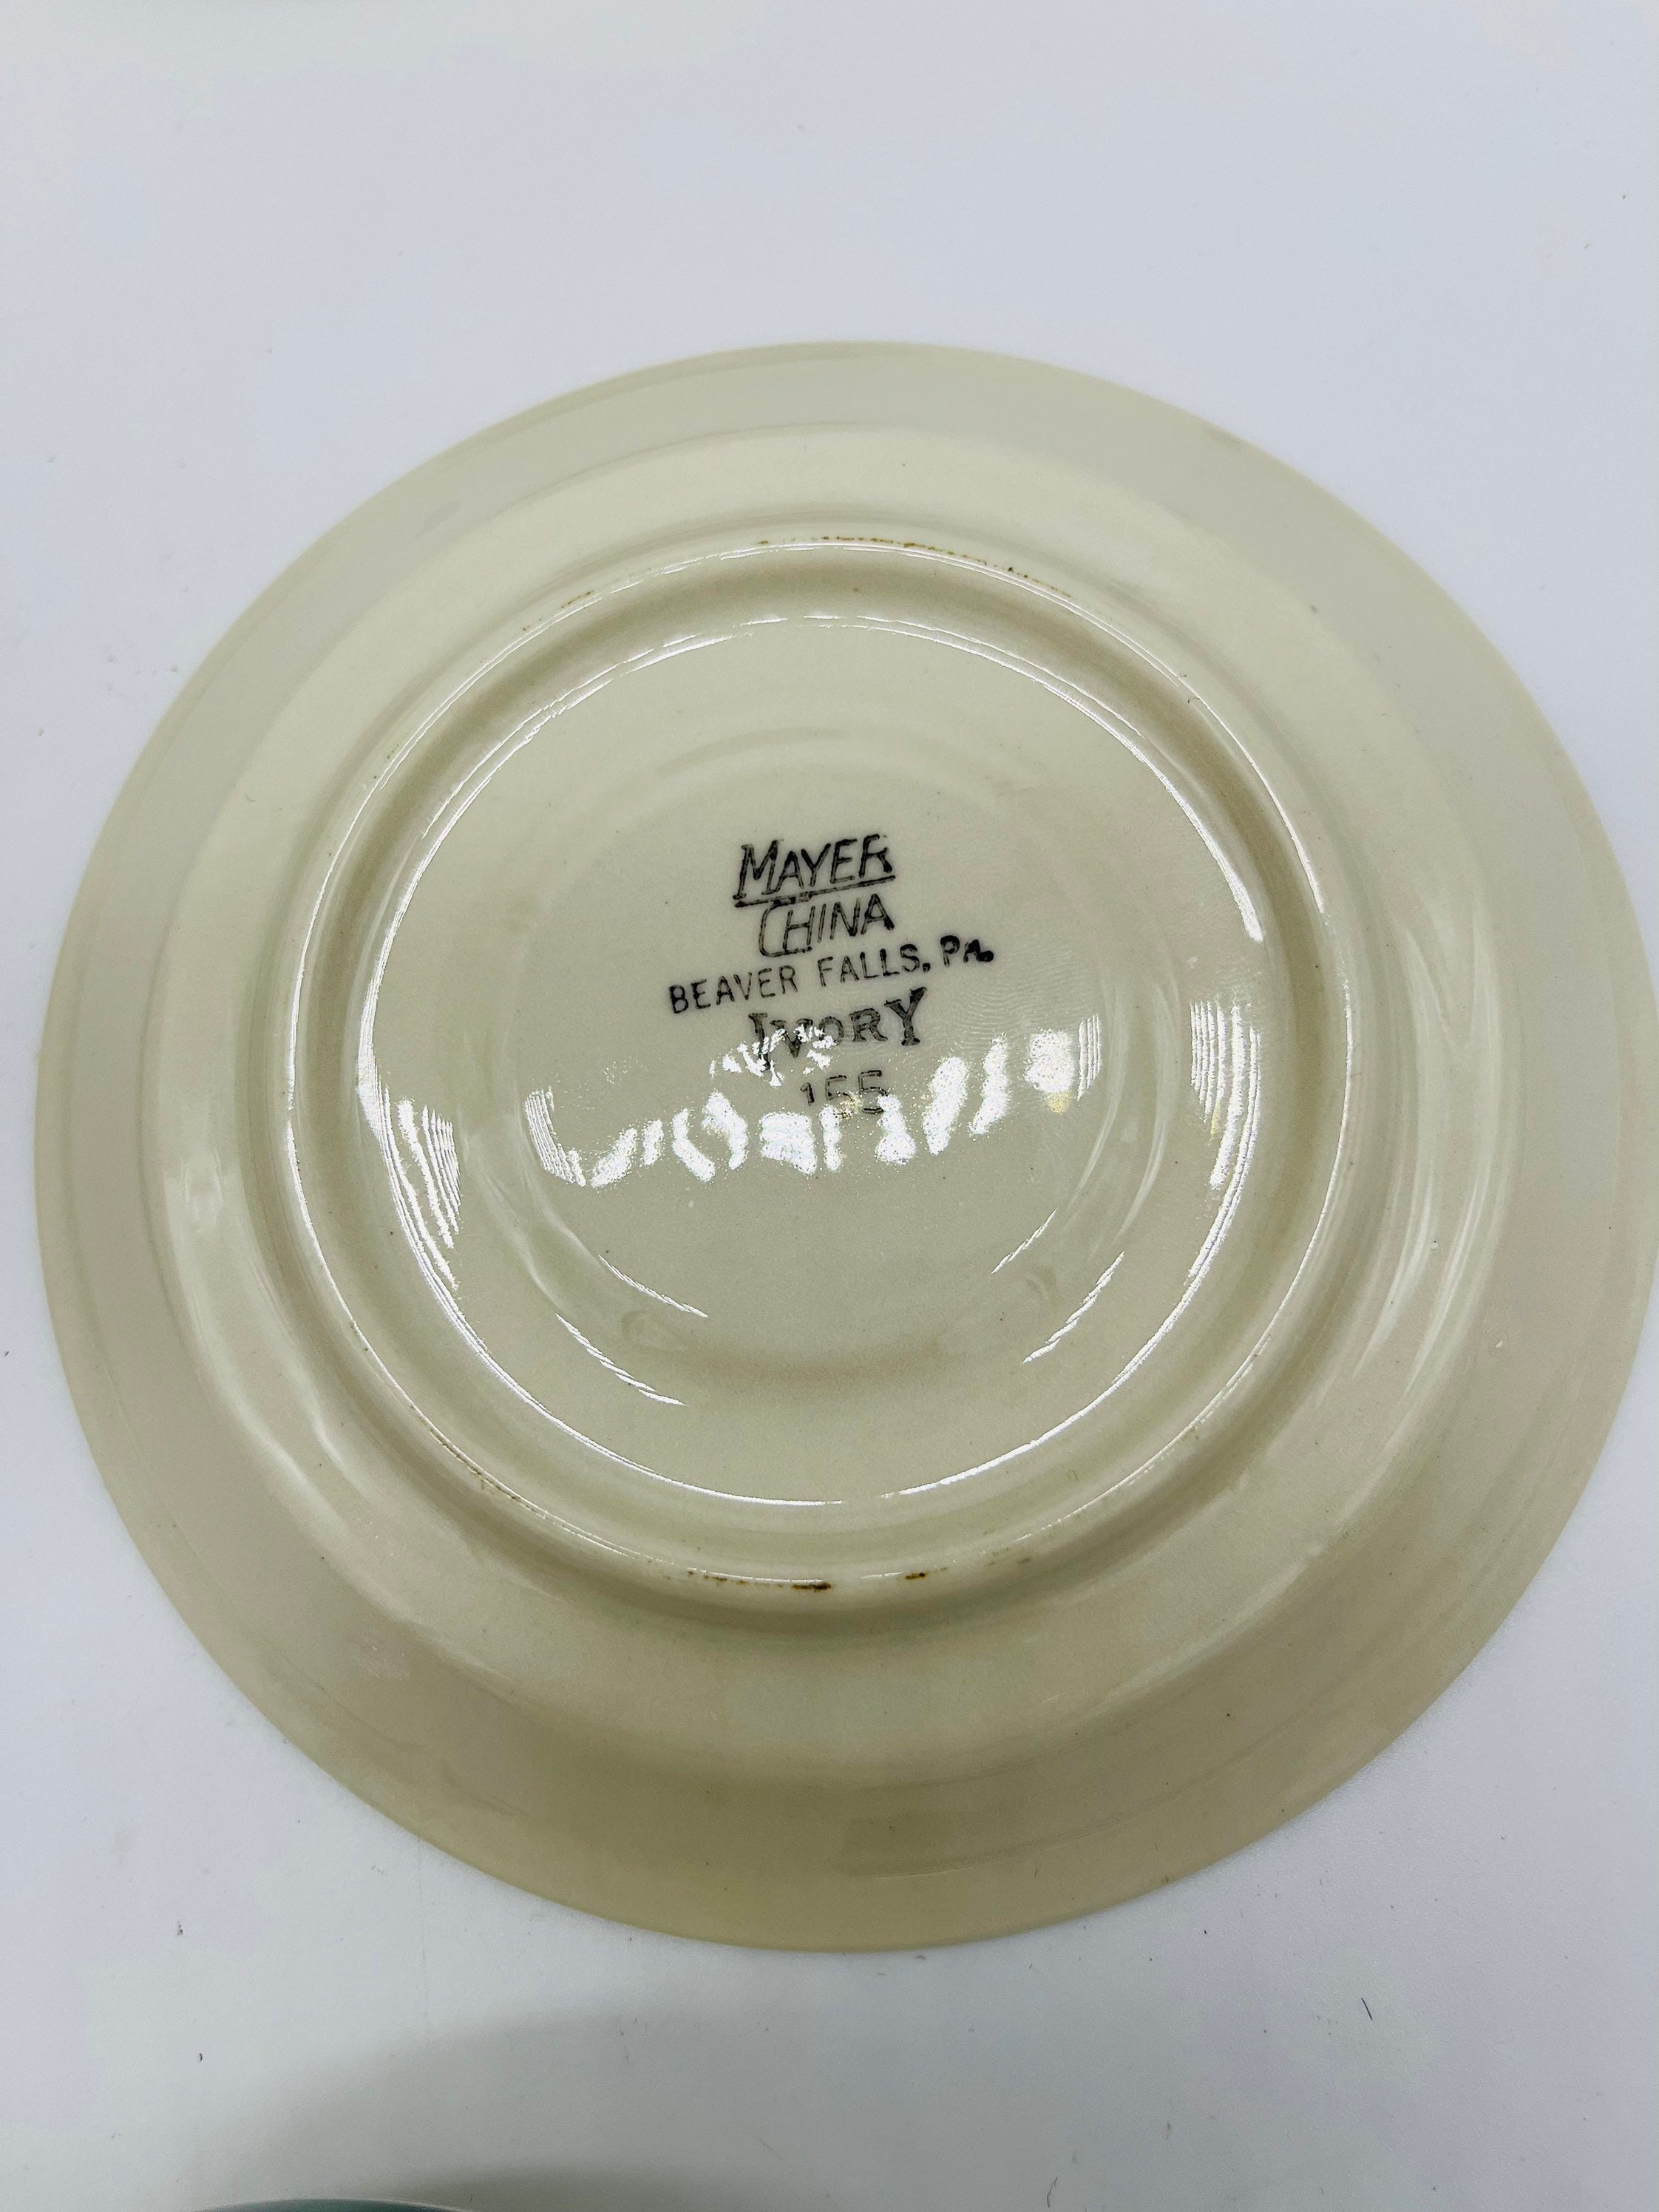 MAYER
CHINA
BEAVER FALLS, PA.
IVORY
155